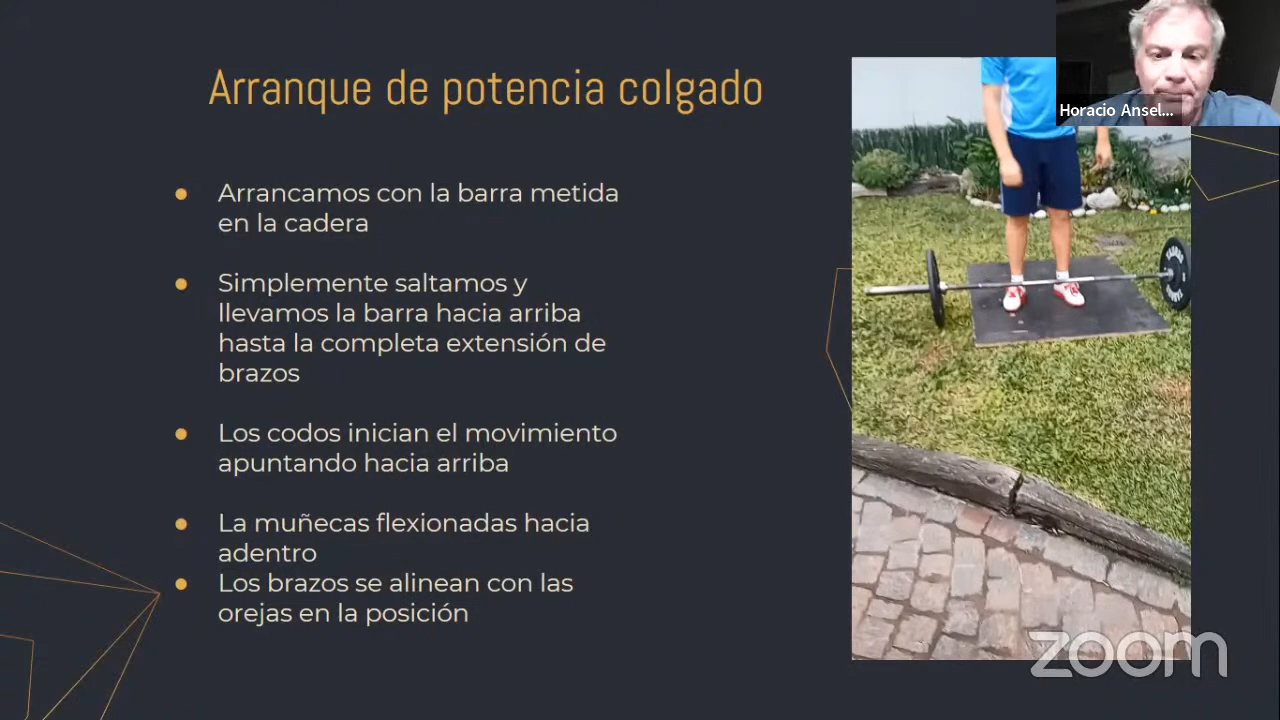 Arranque de potencia colgado
Horacio Ansel...
Arrancamos con la barra metida
en la cadera
Simplemente saltamos y
llevamos la barra hacia arriba
hasta la completa extensión de
brazos
Los codos inician el movimiento
apuntando hacia arriba
La muñecas flexionadas hacia
adentro
Los brazos se alinean con las
orejas en la posición
zoom